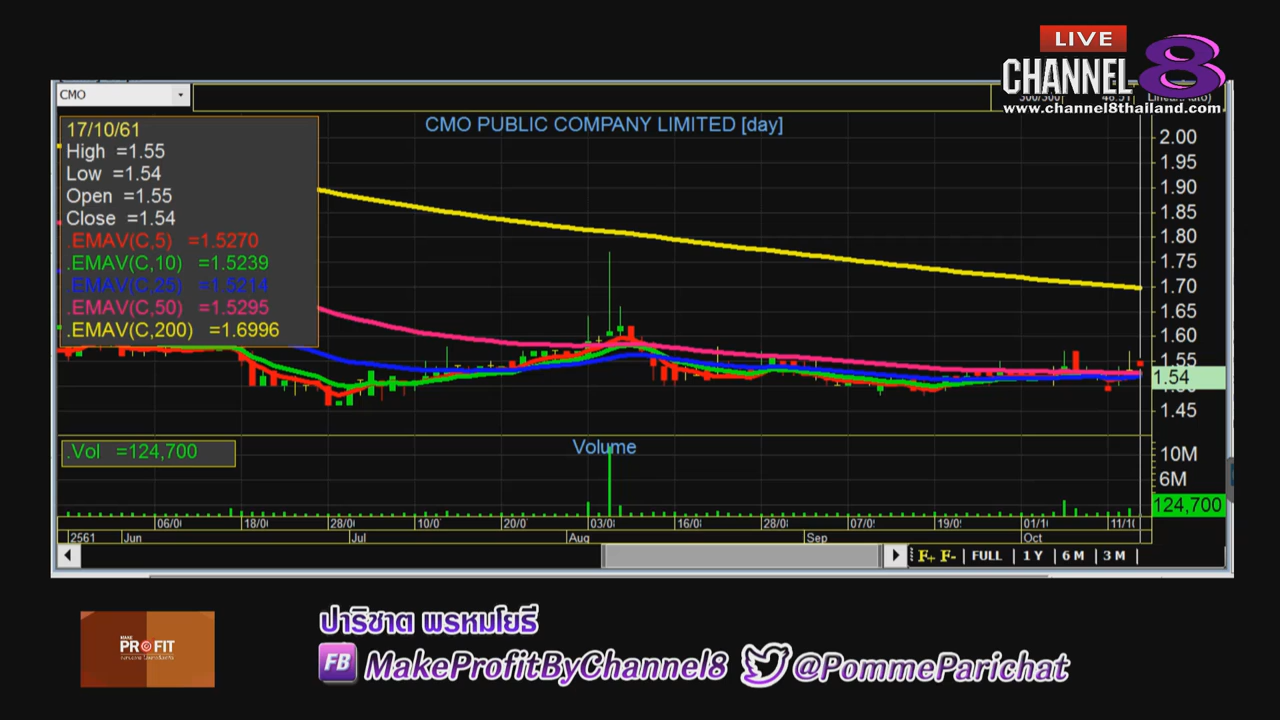 LIVE
CHANNEL 8
www.channel8thailand.com
CMO
CMO PUBLIC COMPANY LIMITED [day]
17/10/61
High =1.55
Low =1.54
Open =1.55
Close =1.54
.EMAV(C,5) =1.5270
.EMAV(C,10) =1.5239
.EMAV(C,25) =1.5214
.EMAV(C,50) =1.5295
.EMAV(C,200) =1.6996
2.00
1.95
1.90
1.85
1.80
1.75
1.70
1.65
1.60
1.55
1.54
1.45
.Vol =124,700
Volume
10M
6M
124,700
06/0 18/0 28/0 10/0 20/0 03/0 16/0 28/0 07/0 19/0 01/1 11/10
2561 Jun Jul Aug Sep Oct
F+ F- | FULL | 1 Y | 6 M | 3 M |
MAKE
PROFIT
ปาริชาต พรหมโยธี
FB MakeProfitByChannel8 @PommeParichat